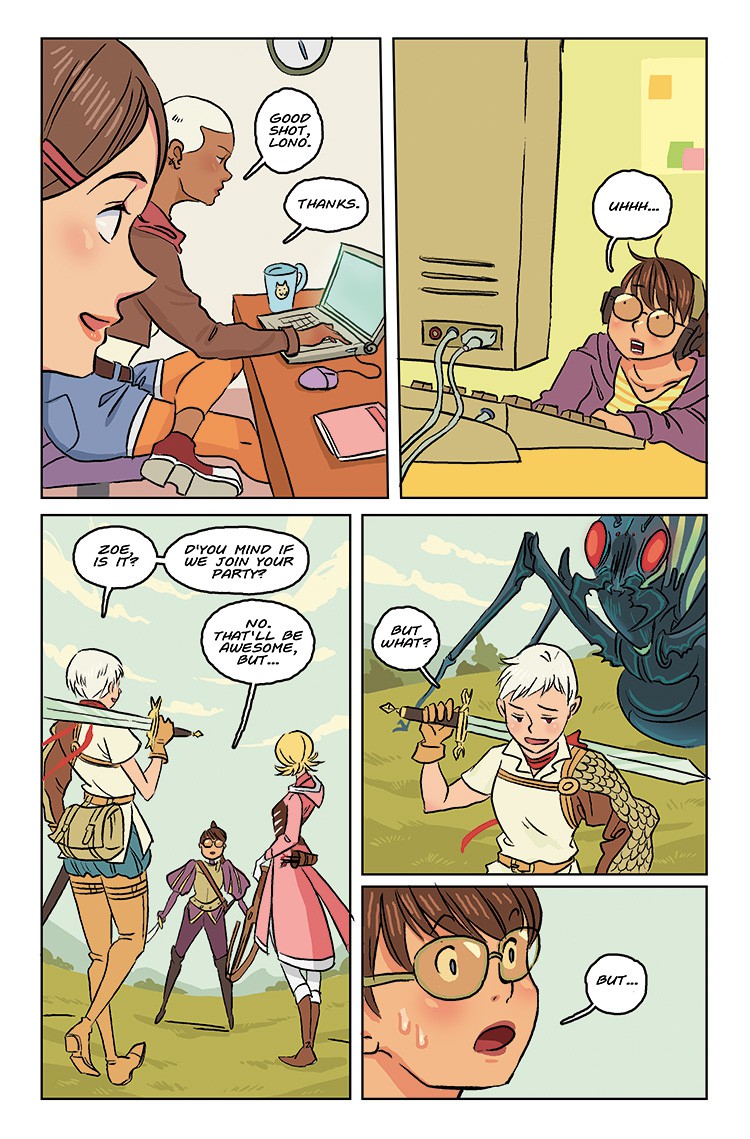 GOOD
SHOT,
LONO.
THANKS.
UHHH...
ZOE,
IS IT?
D'YOU MIND IF
WE JOIN YOUR
PARTY?
NO.
THAT'LL BE
AWESOME,
BUT...
BUT
WHAT?
BUT...